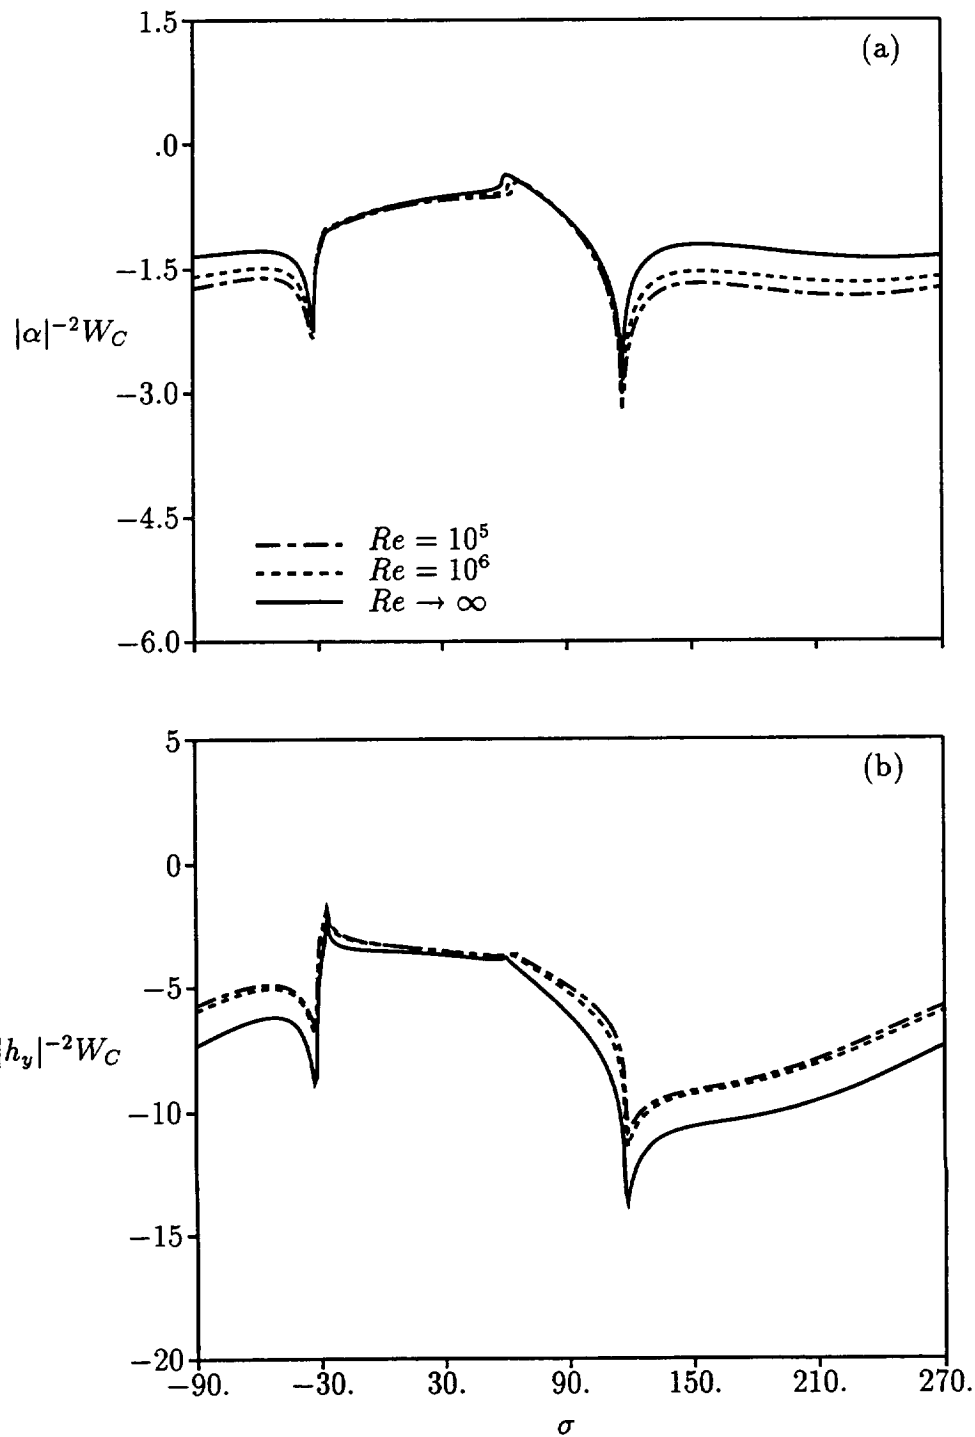 1.5
(a)
.0
−1.5
|α|⁻²W_C
−3.0
−4.5
Re = 10⁵
Re = 10⁶
Re → ∞
−6.0
5
(b)
0
−5
|h_y|⁻²W_C
−10
−15
−20
−90. −30. 30. 90. 150. 210. 270.
σ